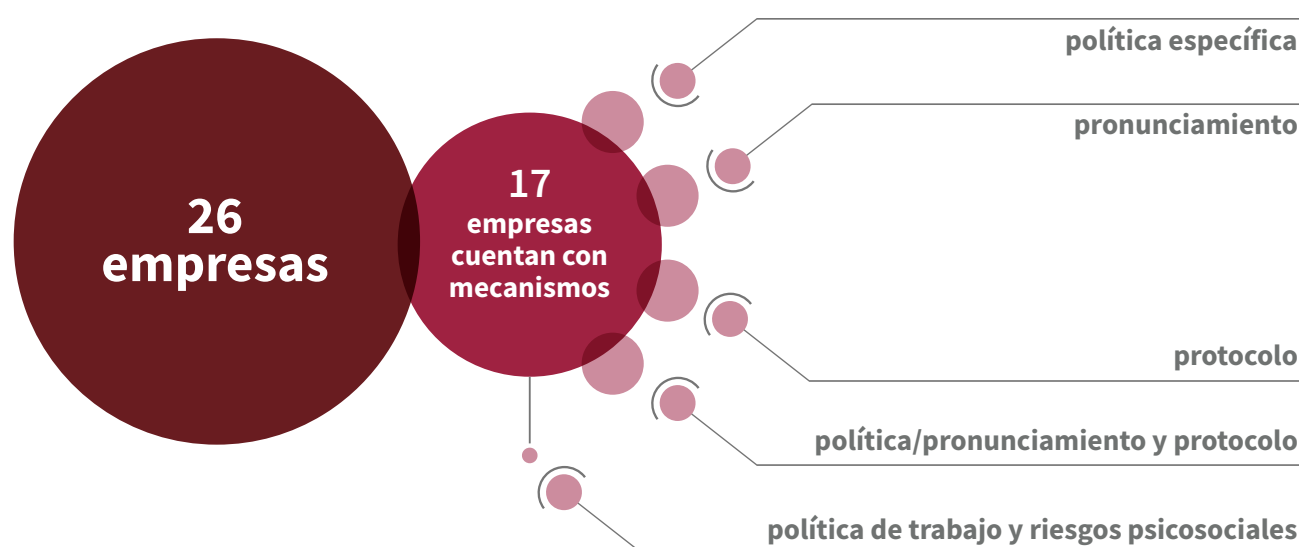 26
empresas
17
empresas
cuentan con
mecanismos
política específica
pronunciamiento
protocolo
política/pronunciamiento y protocolo
política de trabajo y riesgos psicosociales